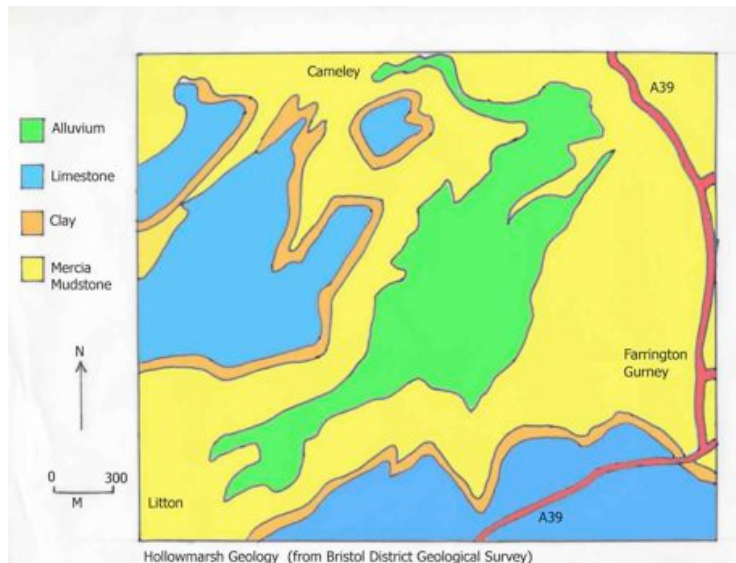 Cameley
A39
Alluvium
Limestone
Clay
Mercia
Mudstone
N
Farrington
Gurney
0 300
M
Litton
A39
Hollowmarsh Geology (from Bristol District Geological Survey)